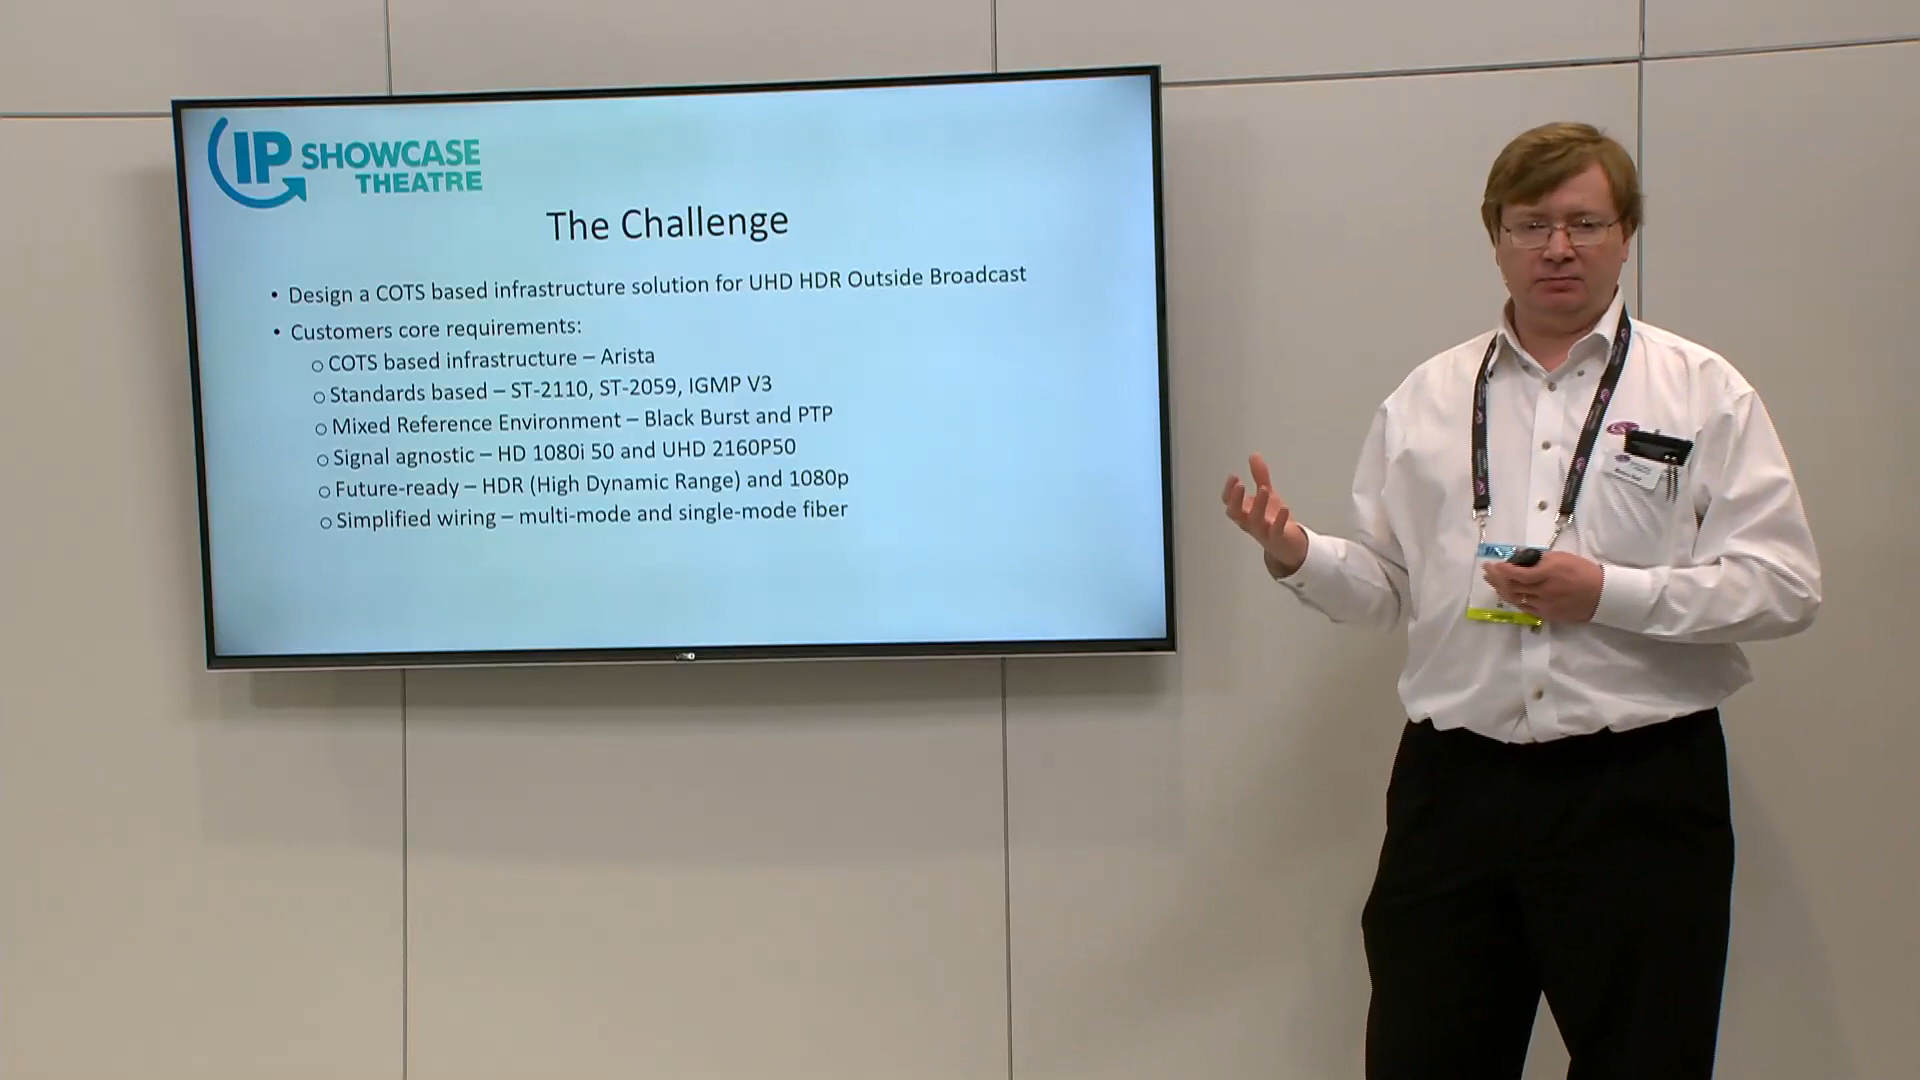 IP SHOWCASE
THEATRE
The Challenge
• Design a COTS based infrastructure solution for UHD HDR Outside Broadcast
• Customers core requirements:
o COTS based infrastructure – Arista
o Standards based – ST-2110, ST-2059, IGMP V3
o Mixed Reference Environment – Black Burst and PTP
o Signal agnostic – HD 1080i 50 and UHD 2160P50
o Future-ready – HDR (High Dynamic Range) and 1080p
o Simplified wiring – multi-mode and single-mode fiber